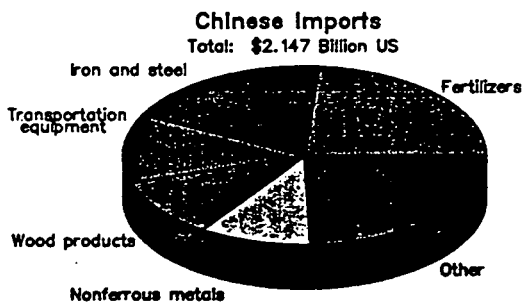 Chinese Imports
Total: $2.147 Billion US
Iron and steel
Fertilizers
Transportation
equipment
Wood products
Other
Nonferrous metals